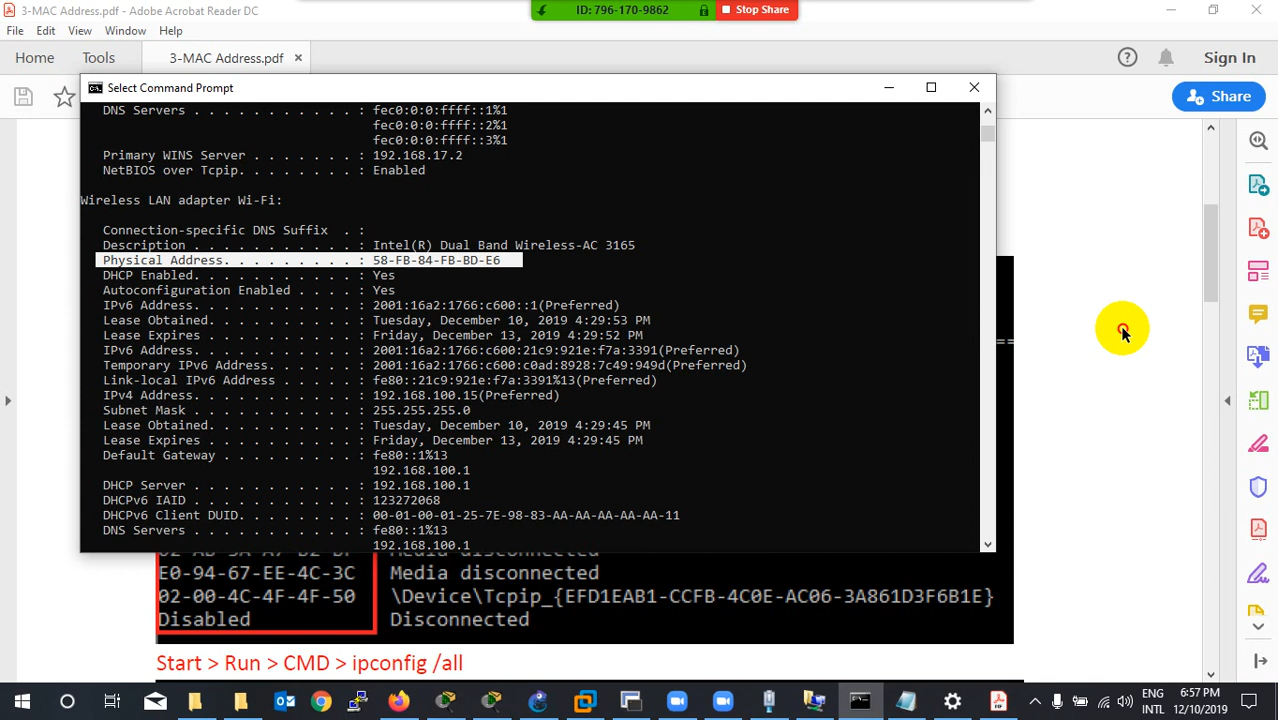 3-MAC Address.pdf - Adobe Acrobat Reader DC
ID: 796-170-9862
Stop Share
File Edit View Window Help
Home Tools 3-MAC Address.pdf × Sign In
Share
Select Command Prompt
DNS Servers . . . . . . . . . . . : fec0:0:0:ffff::1%1
fec0:0:0:ffff::2%1
fec0:0:0:ffff::3%1
Primary WINS Server . . . . . . . : 192.168.17.2
NetBIOS over Tcpip. . . . . . . . : Enabled
Wireless LAN adapter Wi-Fi:
Connection-specific DNS Suffix . :
Description . . . . . . . . . . . : Intel(R) Dual Band Wireless-AC 3165
Physical Address. . . . . . . . . : 58-FB-84-FB-BD-E6
DHCP Enabled. . . . . . . . . . . : Yes
Autoconfiguration Enabled . . . . : Yes
IPv6 Address. . . . . . . . . . . : 2001:16a2:1766:c600::1(Preferred)
Lease Obtained. . . . . . . . . . : Tuesday, December 10, 2019 4:29:53 PM
Lease Expires . . . . . . . . . . : Friday, December 13, 2019 4:29:52 PM
IPv6 Address. . . . . . . . . . . : 2001:16a2:1766:c600:21c9:921e:f7a:3391(Preferred)
Temporary IPv6 Address. . . . . . : 2001:16a2:1766:c600:c0ad:8928:7c49:949d(Preferred)
Link-local IPv6 Address . . . . . : fe80::21c9:921e:f7a:3391%13(Preferred)
IPv4 Address. . . . . . . . . . . : 192.168.100.15(Preferred)
Subnet Mask . . . . . . . . . . . : 255.255.255.0
Lease Obtained. . . . . . . . . . : Tuesday, December 10, 2019 4:29:45 PM
Lease Expires . . . . . . . . . . : Friday, December 13, 2019 4:29:45 PM
Default Gateway . . . . . . . . . : fe80::1%13
192.168.100.1
DHCP Server . . . . . . . . . . . : 192.168.100.1
DHCPv6 IAID . . . . . . . . . . . : 123272068
DHCPv6 Client DUID. . . . . . . . : 00-01-00-01-25-7E-98-83-AA-AA-AA-AA-AA-11
DNS Servers . . . . . . . . . . . : fe80::1%13
192.168.100.1
==
E0-94-67-EE-4C-3C Media disconnected
02-00-4C-4F-4F-50 \Device\Tcpip_{EFD1EAB1-CCFB-4C0E-AC06-3A861D3F6B1E}
Disabled Disconnected
Start > Run > CMD > ipconfig /all
ENG 6:57 PM
INTL 12/10/2019